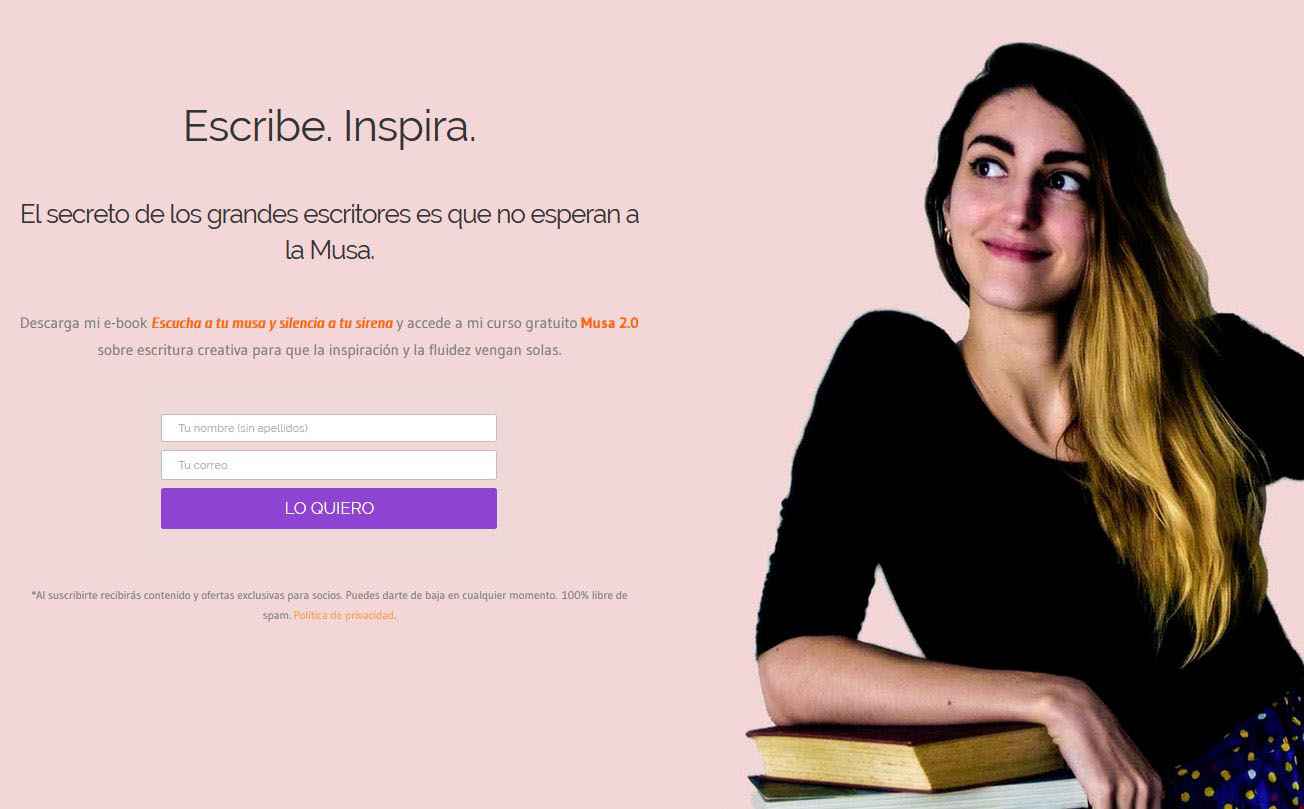 Escribe. Inspira.
El secreto de los grandes escritores es que no esperan a
la Musa.
Descarga mi e-book Escucha a tu musa y silencia a tu sirena y accede a mi curso gratuito Musa 2.0
sobre escritura creativa para que la inspiración y la fluidez vengan solas.
Tu nombre (sin apellidos)
Tu correo
LO QUIERO
*Al suscribirte recibirás contenido y ofertas exclusivas para socios. Puedes darte de baja en cualquier momento. 100% libre de
spam. Política de privacidad.